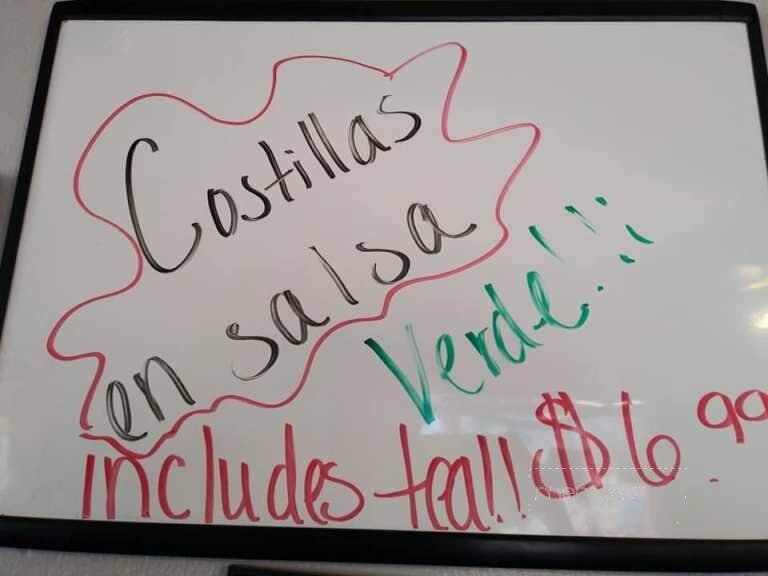 Costillas
en salsa
Verde!!!
includes tea!! $6.99